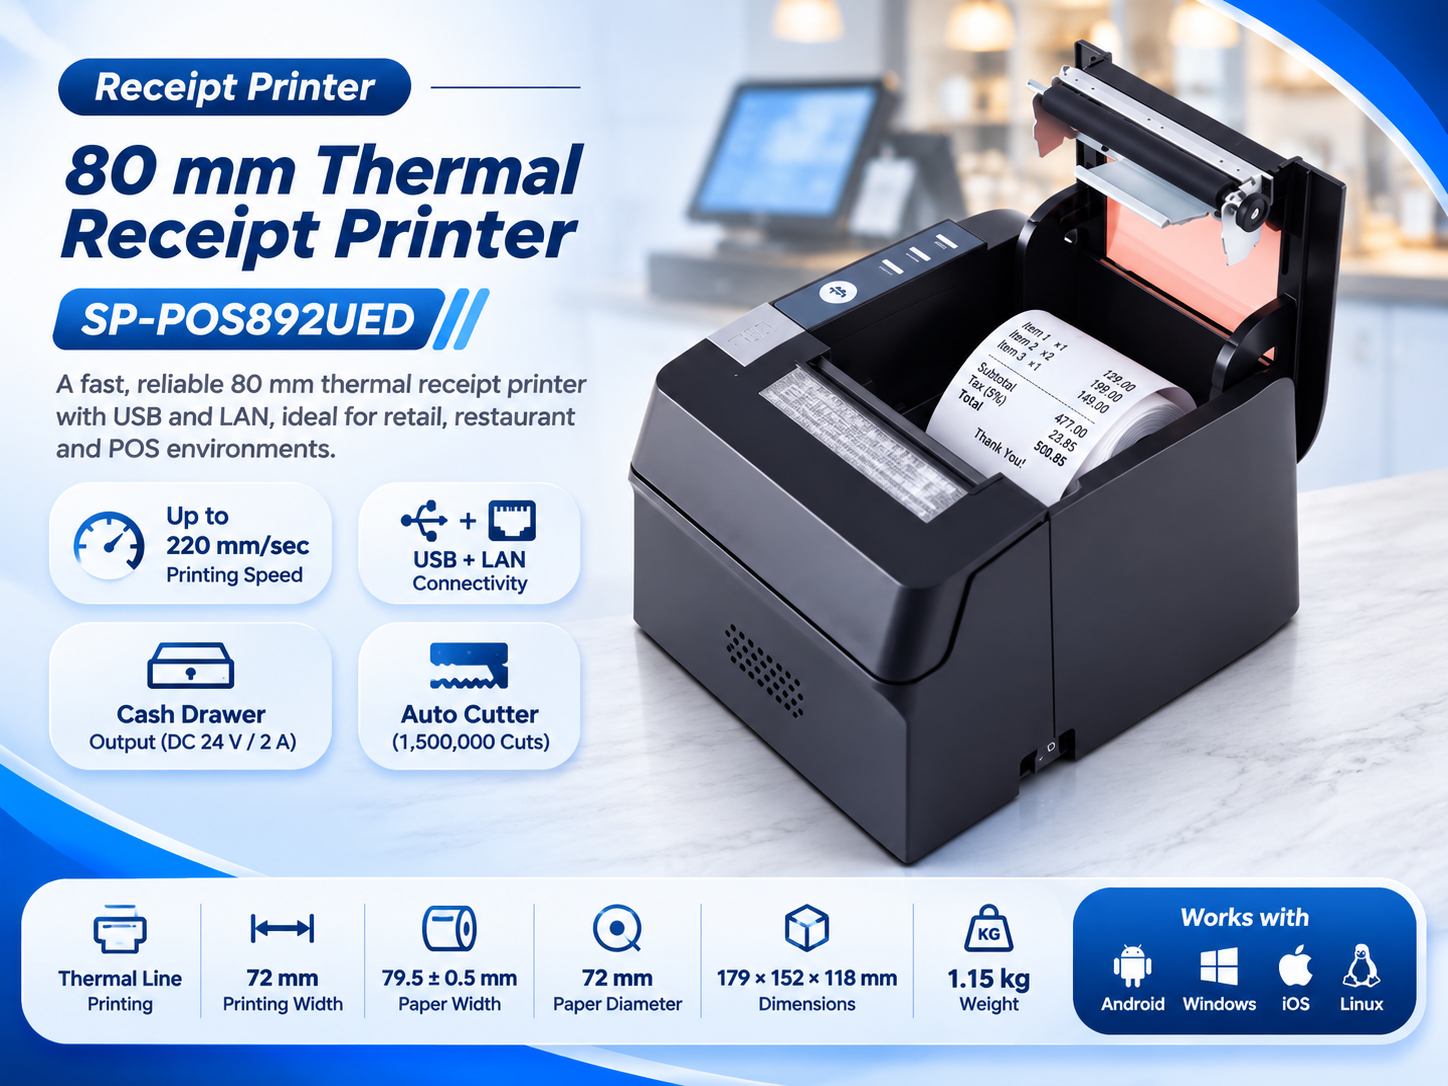 Receipt Printer
80 mm Thermal
Receipt Printer
SP-POS892UED
A fast, reliable 80 mm thermal receipt printer
with USB and LAN, ideal for retail, restaurant
and POS environments.
Up to
220 mm/sec
Printing Speed
+
USB + LAN
Connectivity
Cash Drawer
Output (DC 24 V / 2 A)
Auto Cutter
(1,500,000 Cuts)
Item 1 x1 129.00
Item 2 x2 199.00
Item 3 x1 149.00
Subtotal 477.00
Tax (5%) 23.85
Total 500.85
Thank You!
Thermal Line
Printing
72 mm
Printing Width
79.5 ± 0.5 mm
Paper Width
72 mm
Paper Diameter
179 × 152 × 118 mm
Dimensions
KG
1.15 kg
Weight
Works with
Android
Windows
iOS
Linux